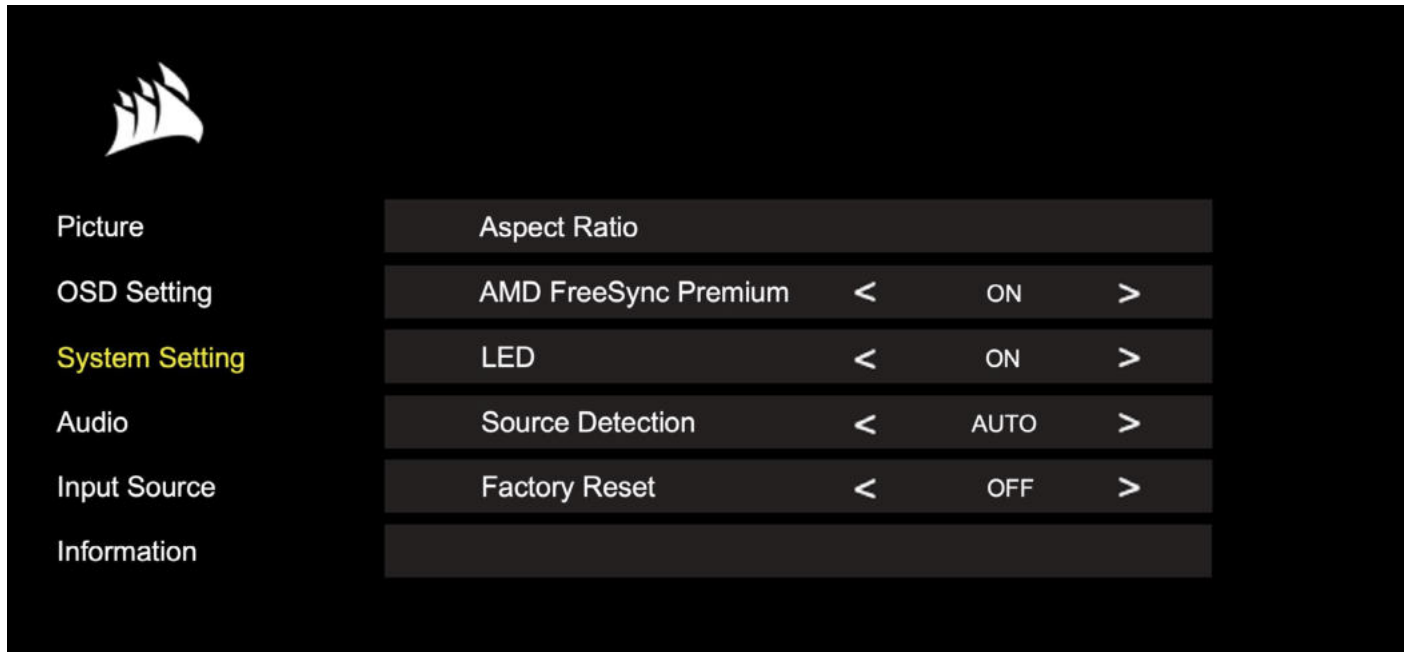 Picture
Aspect Ratio
OSD Setting
AMD FreeSync Premium < ON >
System Setting
LED < ON >
Audio
Source Detection < AUTO >
Input Source
Factory Reset < OFF >
Information